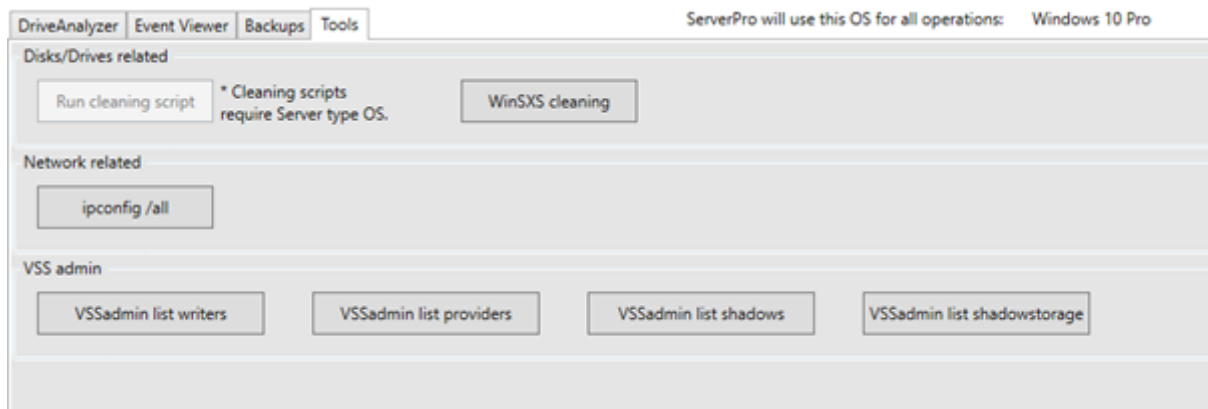 DriveAnalyzer Event Viewer Backups Tools ServerPro will use this OS for all operations: Windows 10 Pro
Disks/Drives related
Run cleaning script * Cleaning scripts require Server type OS. WinSXS cleaning
Network related
ipconfig /all
VSS admin
VSSadmin list writers VSSadmin list providers VSSadmin list shadows VSSadmin list shadowstorage